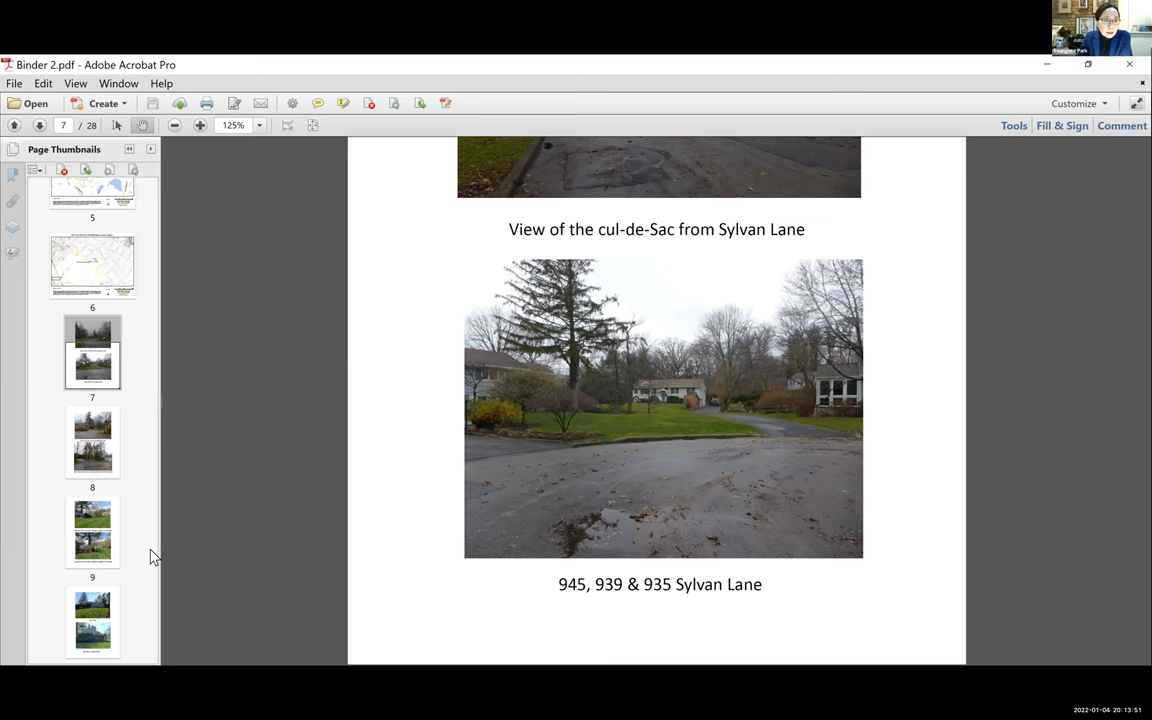 Seunghee Park
Binder 2.pdf - Adobe Acrobat Pro
File Edit View Window Help
Open Create Customize
7 / 28 125% Tools Fill & Sign Comment
Page Thumbnails
5
6
7
8
9
View of the cul-de-Sac from Sylvan Lane
945, 939 & 935 Sylvan Lane
2022-01-04 20:13:51